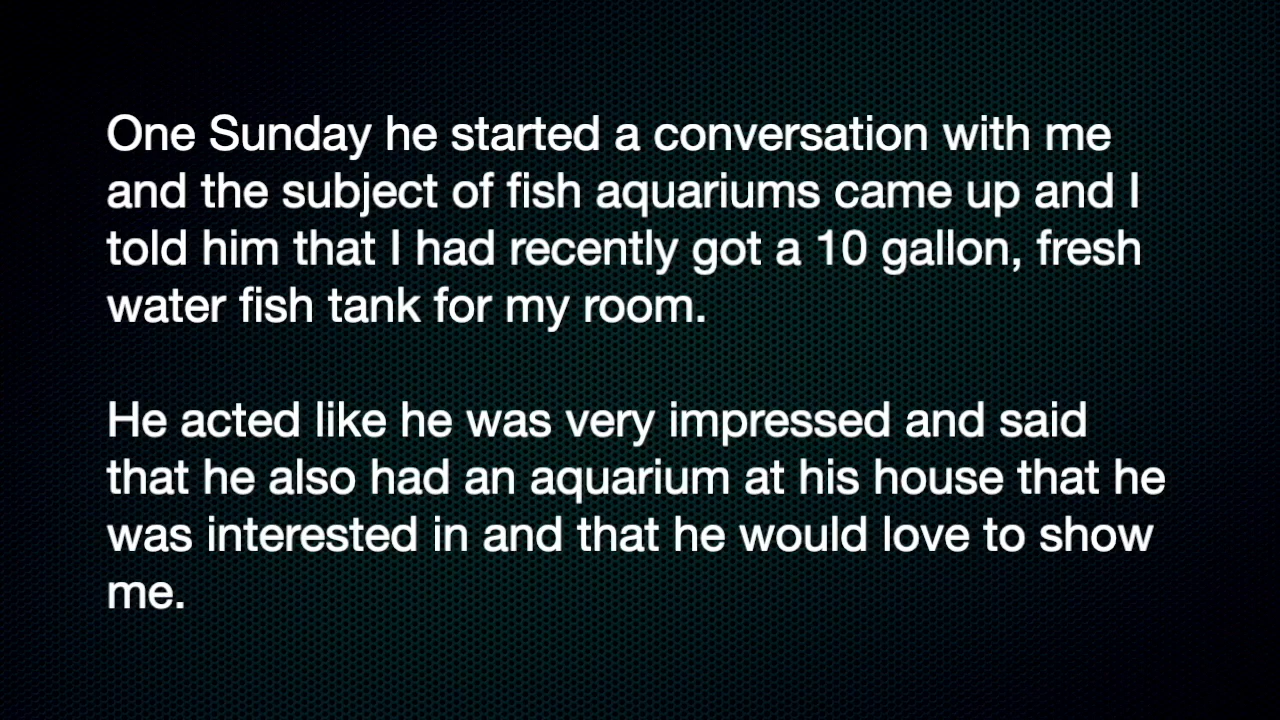 One Sunday he started a conversation with me
and the subject of fish aquariums came up and I
told him that I had recently got a 10 gallon, fresh
water fish tank for my room.
He acted like he was very impressed and said
that he also had an aquarium at his house that he
was interested in and that he would love to show
me.